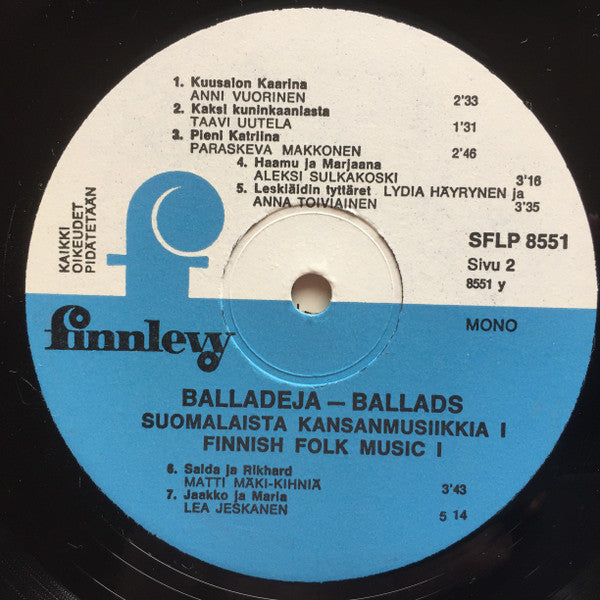 1. Kuusalon Kaarina
ANNI VUORINEN 2'33
2. Kaksi kuninkaanlasta
TAAVI UUTELA 1'31
3. Pieni Katriina
PARASKEVA MAKKONEN 2'46
4. Haamu ja Marjaana
ALEKSI SULKAKOSKI 3'16
5. Leskiäidin tyttäret LYDIA HÄYRYNEN ja
ANNA TOIVIAINEN 3'35
KAIKKI
OIKEUDET
PIDÄTETÄÄN
SFLP 8551
Sivu 2
8551 y
finnlevy
MONO
BALLADEJA – BALLADS
SUOMALAISTA KANSANMUSIIKKIA I
FINNISH FOLK MUSIC I
6. Salda ja Rikhard
MATTI MÄKI-KIHNIÄ 3'43
7. Jaakko ja Maria
LEA JESKANEN 5 14